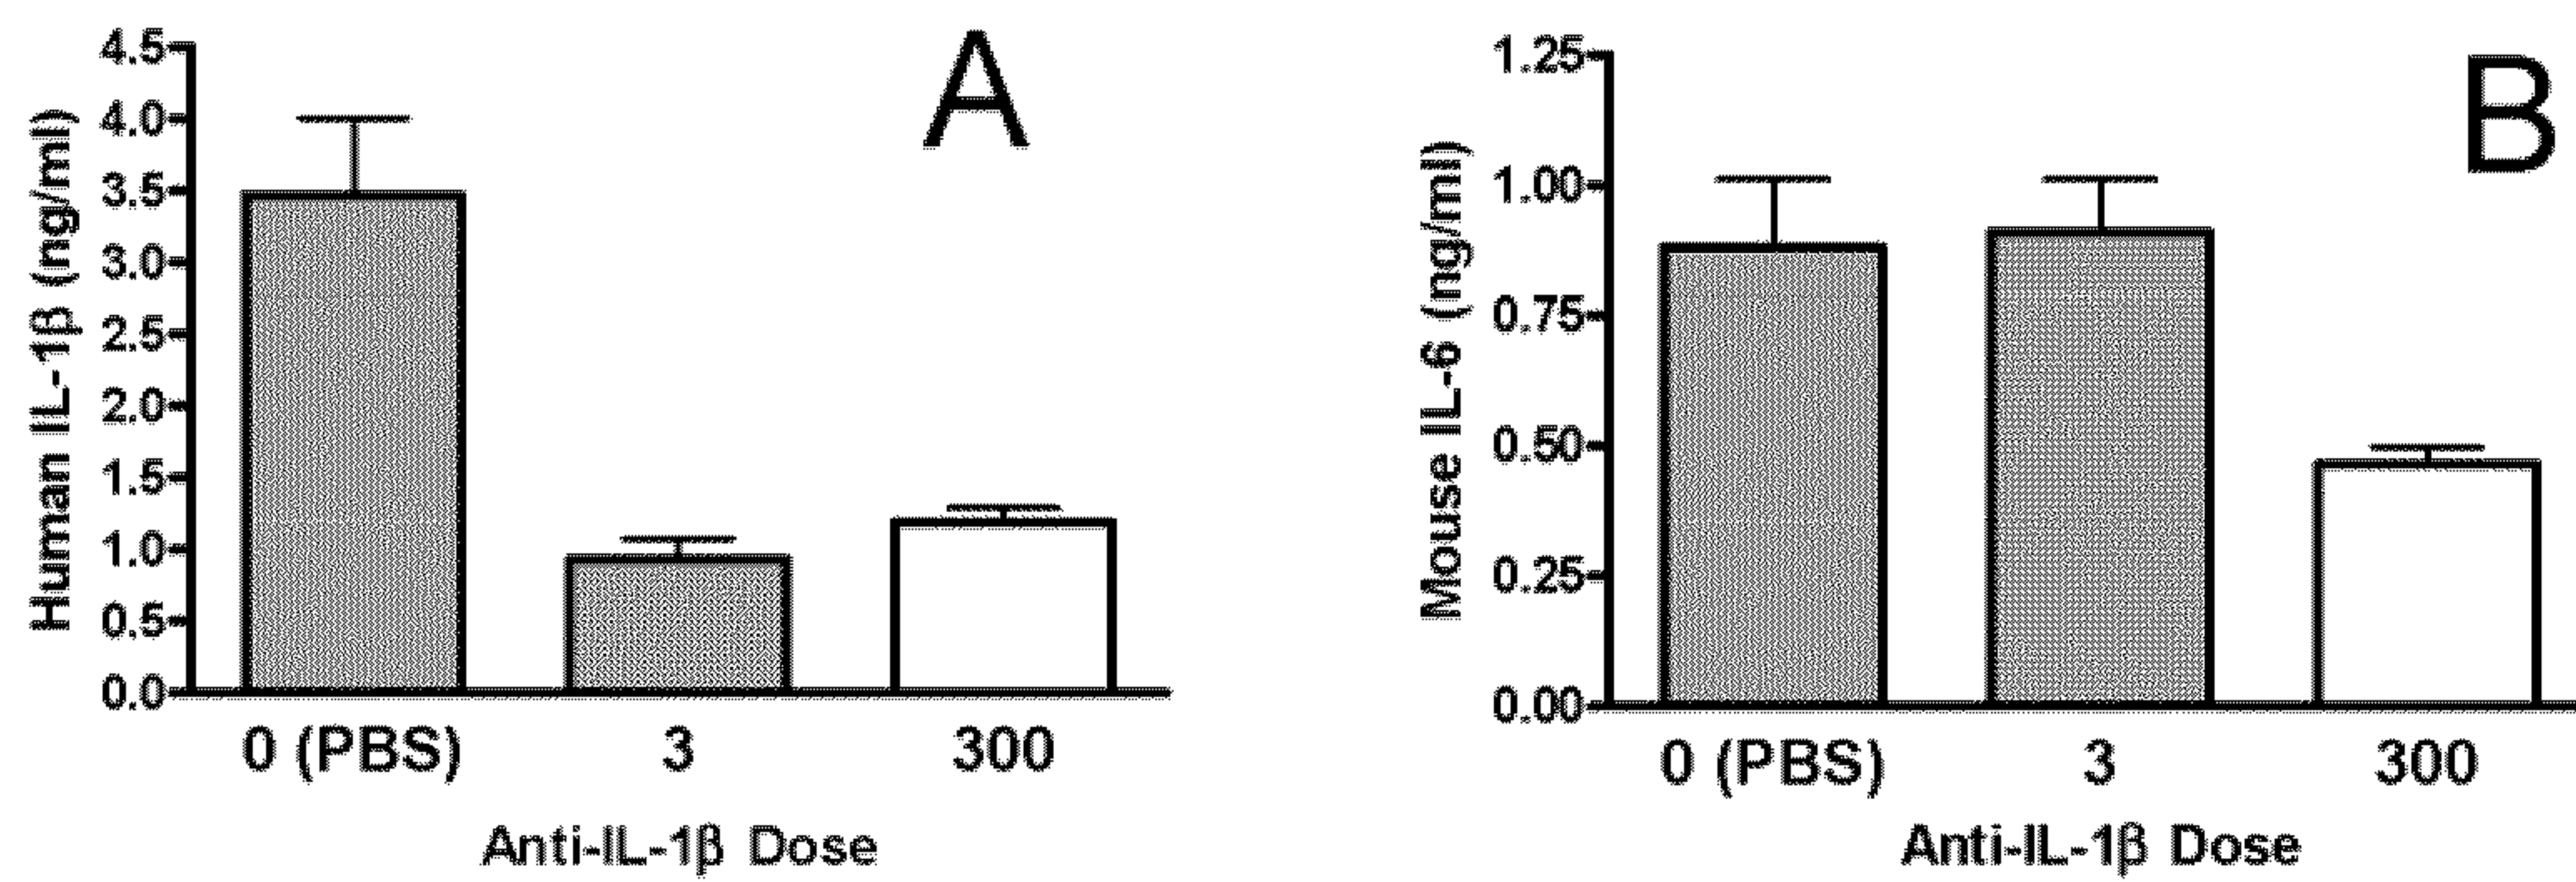 A
Human IL-1β (ng/ml)
4.5
4.0
3.5
3.0
2.5
2.0
1.5
1.0
0.5
0.0
0 (PBS) 3 300
Anti-IL-1β Dose
B
Mouse IL-6 (ng/ml)
1.25
1.00
0.75
0.50
0.25
0.00
0 (PBS) 3 300
Anti-IL-1β Dose